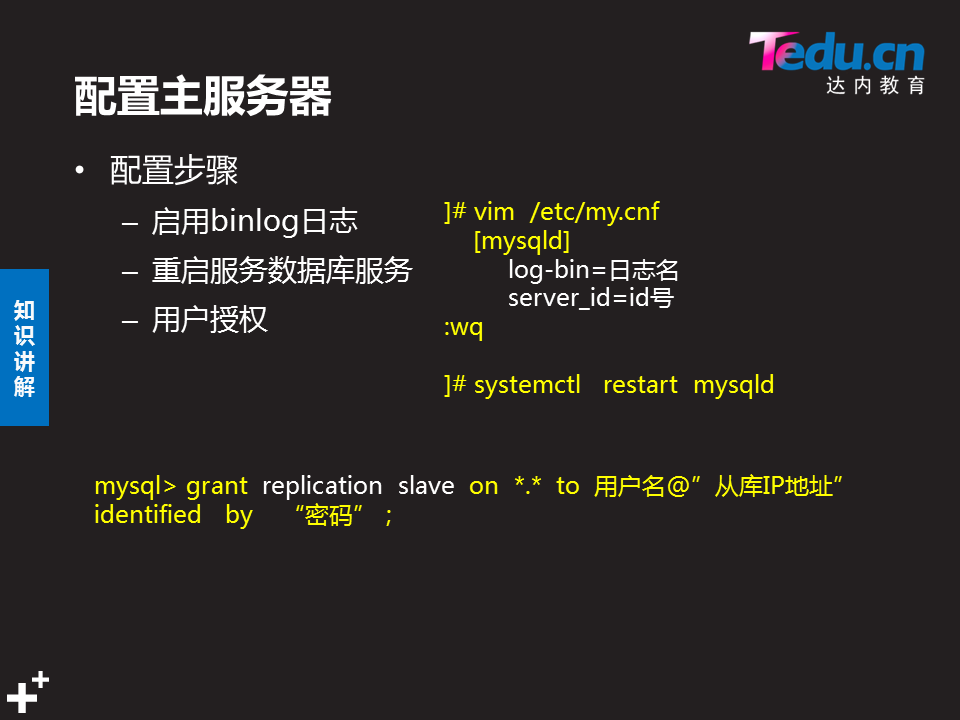 Tedu.cn
达内教育
配置主服务器
• 配置步骤
– 启用binlog日志
– 重启服务数据库服务
– 用户授权
]# vim /etc/my.cnf
[mysqld]
log-bin=日志名
server_id=id号
:wq
]# systemctl restart mysqld
知识讲解
mysql> grant replication slave on *.* to 用户名@”从库IP地址”
identified by “密码” ;